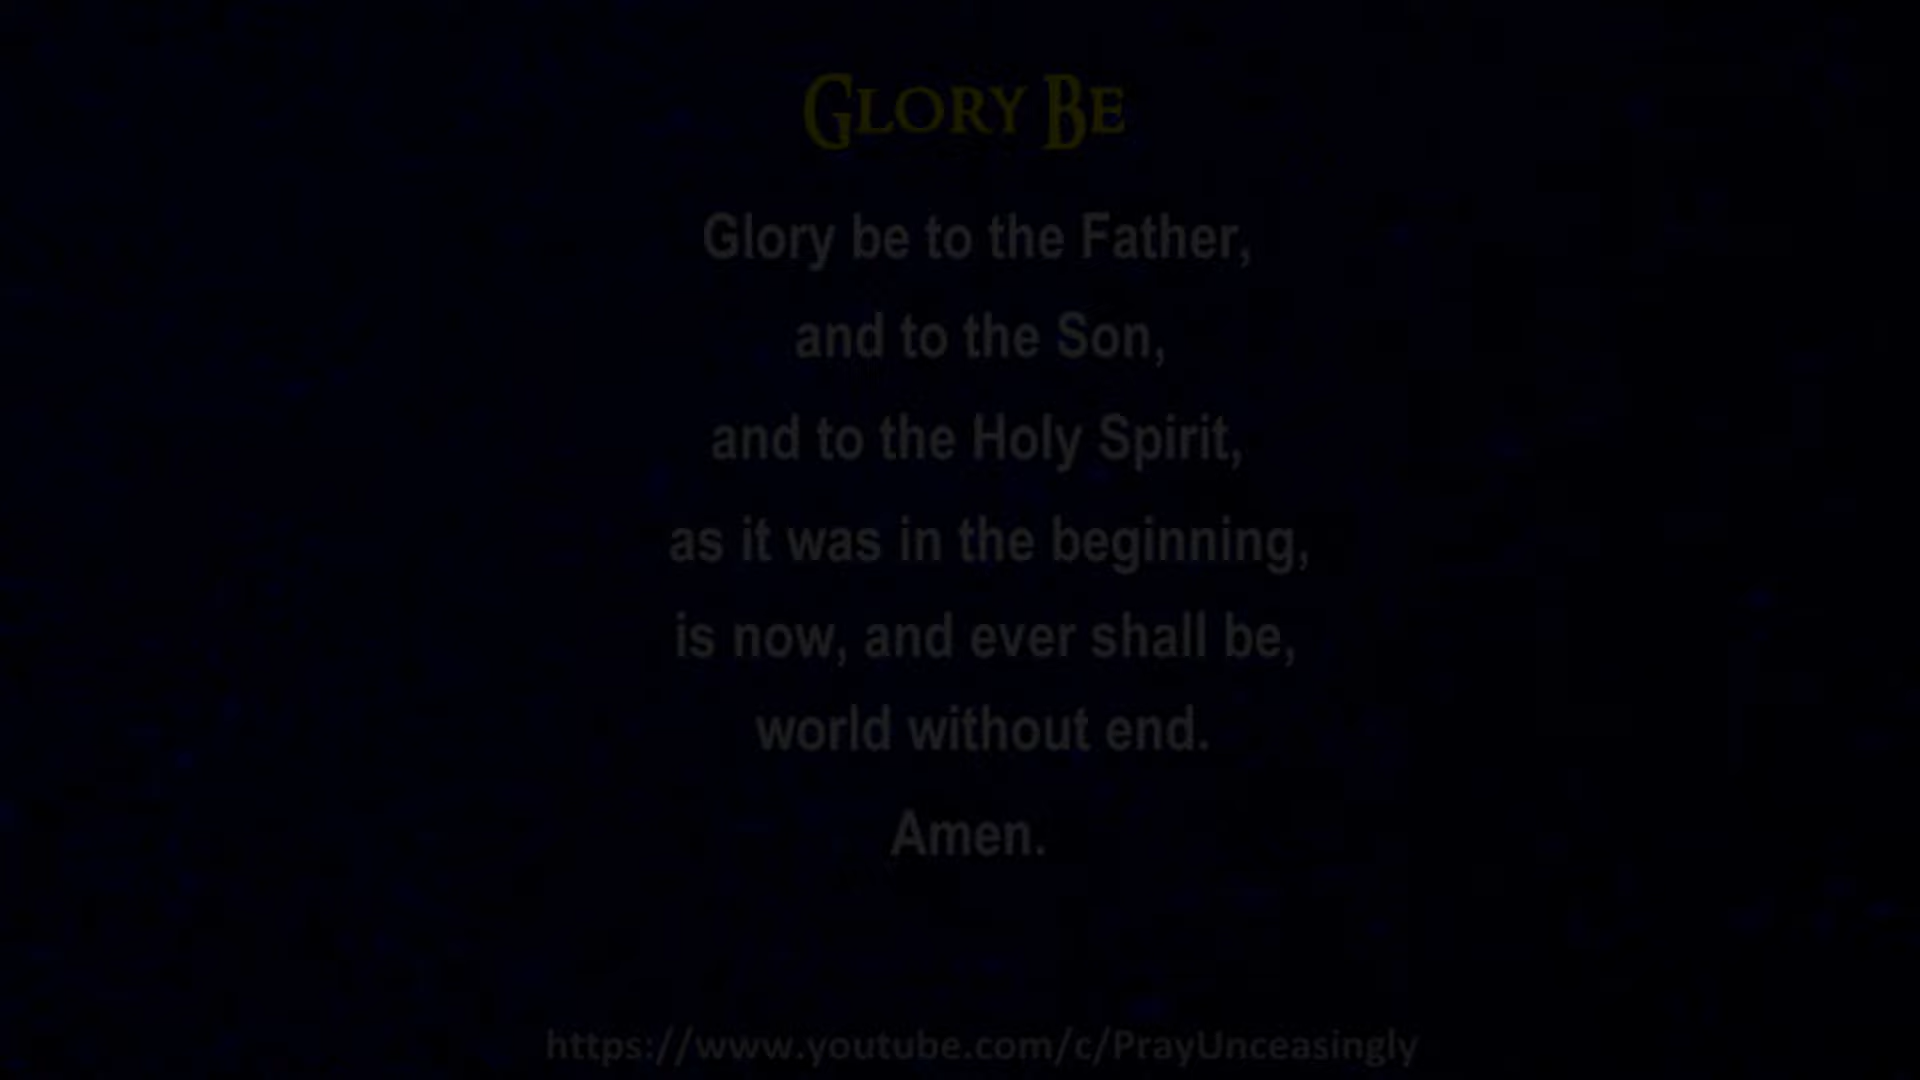 Glory Be
Glory be to the Father,
and to the Son,
and to the Holy Spirit,
as it was in the beginning,
is now, and ever shall be,
world without end.
Amen.
https://www.youtube.com/c/PrayUnceasingly